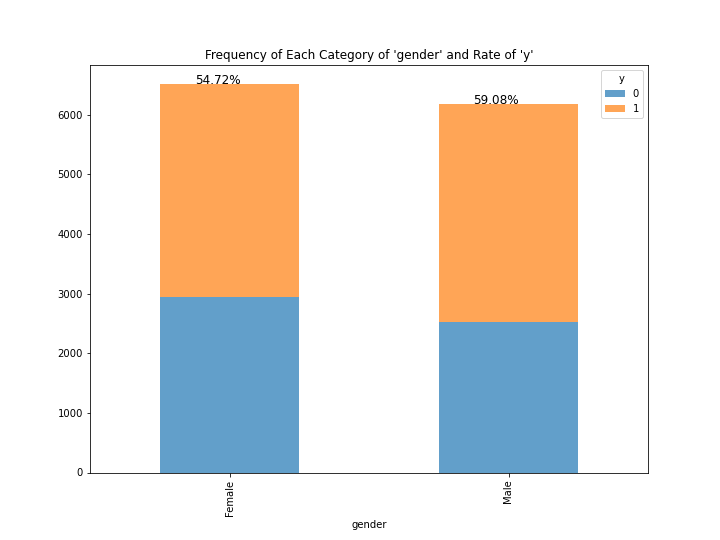 Frequency of Each Category of 'gender' and Rate of 'y'
54.72%
59.08%
y
0
1
6000
5000
4000
3000
2000
1000
0
Female
Male
gender